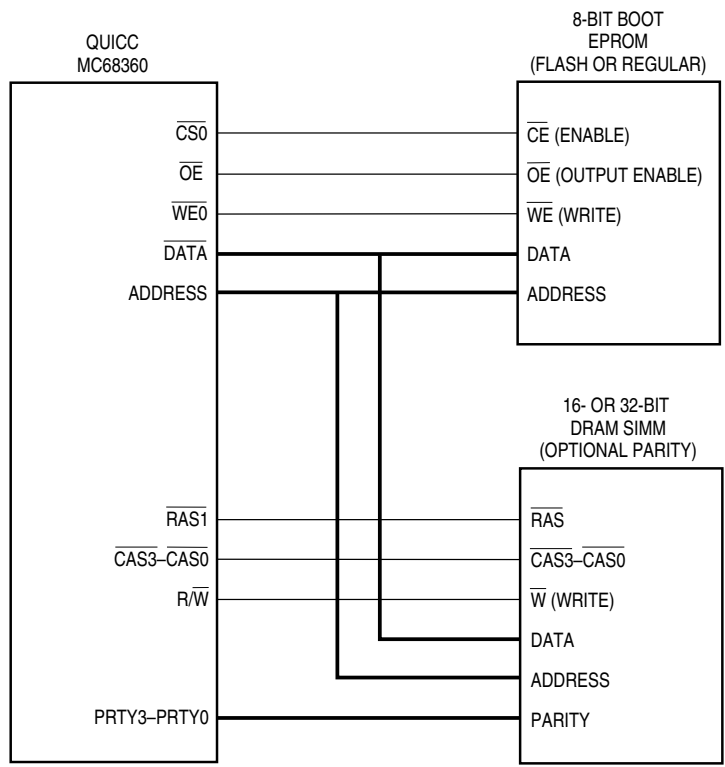 QUICC
MC68360
8-BIT BOOT
EPROM
(FLASH OR REGULAR)
CS0
CE (ENABLE)
OE
OE (OUTPUT ENABLE)
WE0
WE (WRITE)
DATA
DATA
ADDRESS
ADDRESS
16- OR 32-BIT
DRAM SIMM
(OPTIONAL PARITY)
RAS1
RAS
CAS3–CAS0
CAS3–CAS0
R/W
W (WRITE)
DATA
ADDRESS
PRTY3–PRTY0
PARITY